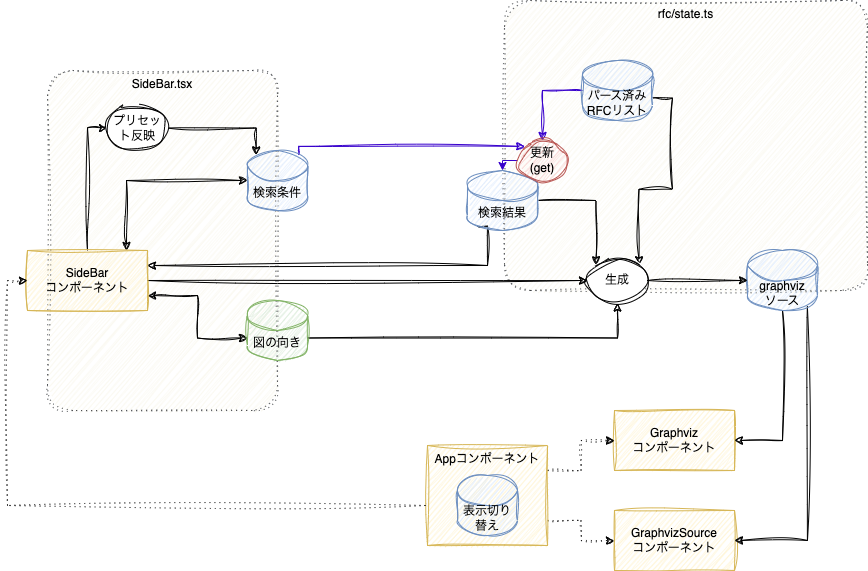 rfc/state.ts
SideBar.tsx
パース済み
RFCリスト
プリセッ
ト反映
更新
(get)
検索条件
検索結果
SideBar
コンポーネント
生成
graphviz
ソース
図の向き
Graphviz
コンポーネント
Appコンポーネント
表示切り
替え
GraphvizSource
コンポーネント